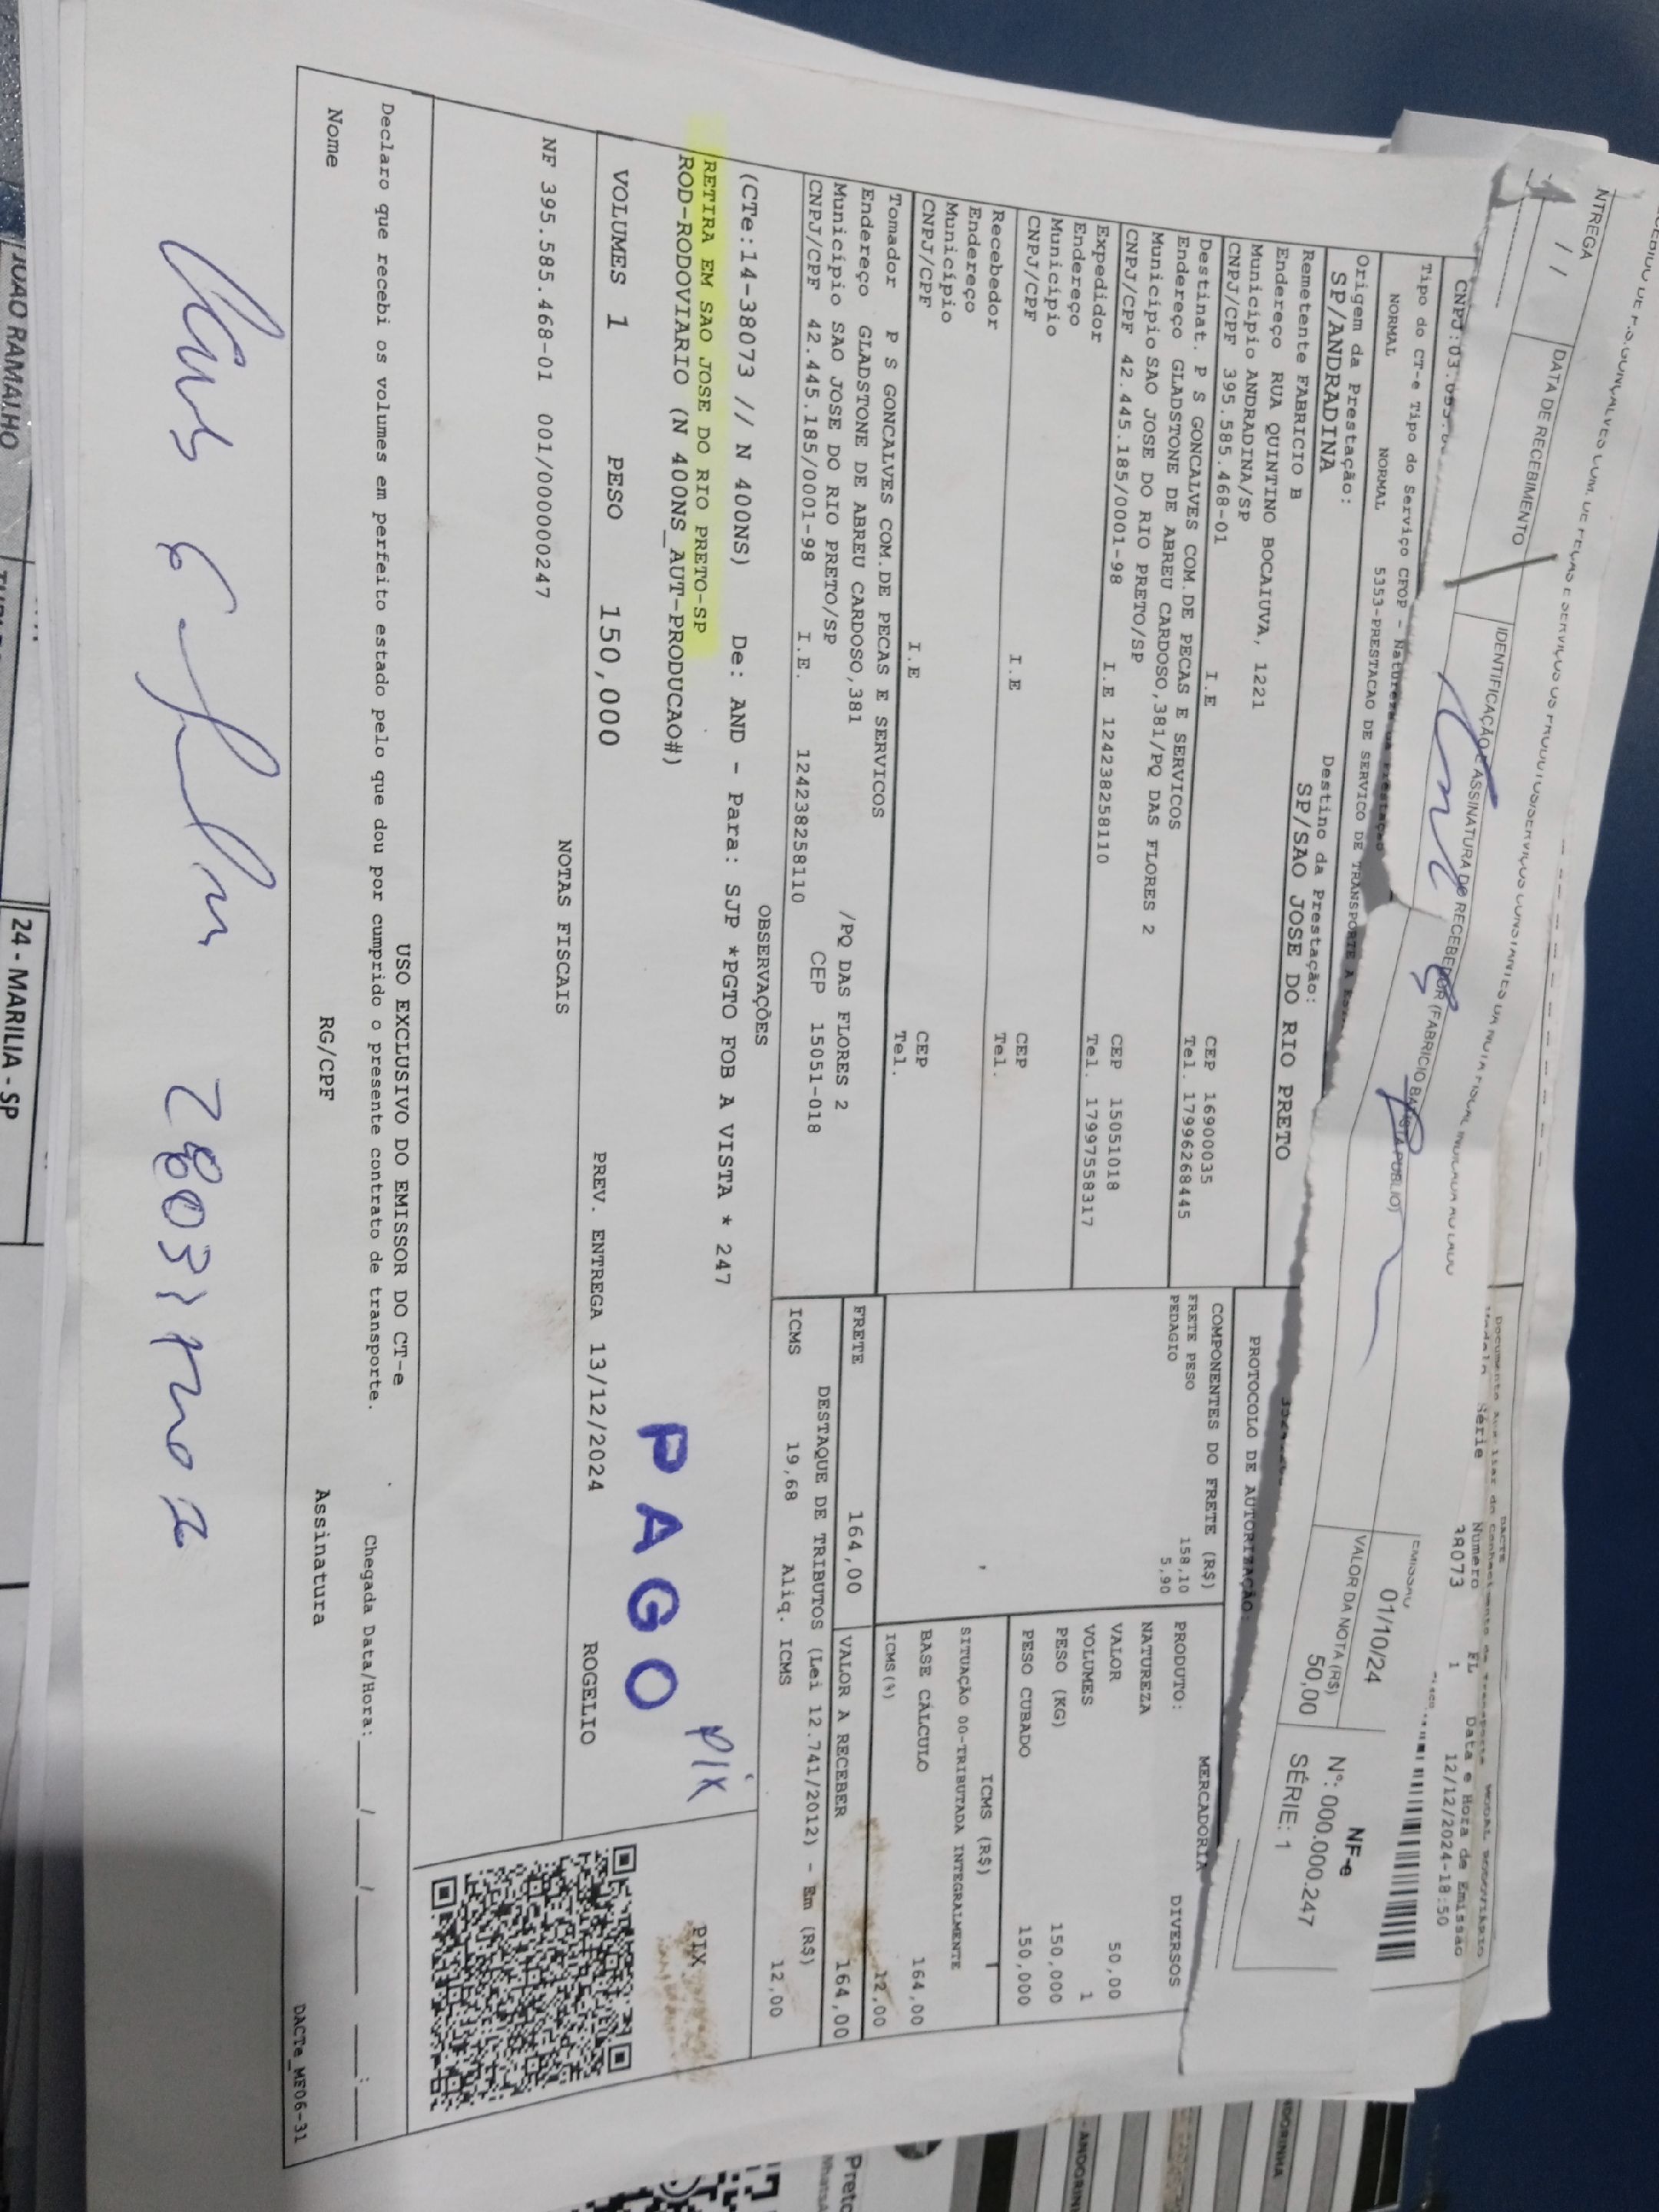 NTREGA
DATA DE RECEBIMENTO
IDENTIFICAÇÃO E ASSINATURA DO RECEBEDOR (FABRICIO BATISTA PUBLIO)
/ /
01/10/24
VALOR DA NOTA (R$)
50,00
NF-e
Nº: 000.000.247
SÉRIE: 1
DACTE
Série
Numero
FL
Data e Hora de Emissão
38073
1
12/12/2024-18:50
CNPJ:03.
Tipo do CT-e Tipo do Serviço CFOP - Natureza da Prestação
NORMAL NORMAL 5353-PRESTACAO DE SERVICO DE TRANSPORTE A
Origem da Prestação: Destino da Prestação:
SP/ANDRADINA SP/SAO JOSE DO RIO PRETO
PROTOCOLO DE AUTORIZAÇÃO:
Remetente FABRICIO B
Endereço RUA QUINTINO BOCAIUVA, 1221
Município ANDRADINA/SP CEP 16900035
CNPJ/CPF 395.585.468-01 I.E Tel. 17996268445
Destinat. P S GONCALVES COM.DE PECAS E SERVICOS
Endereço GLADSTONE DE ABREU CARDOSO,381/PQ DAS FLORES 2
Município SAO JOSE DO RIO PRETO/SP CEP 15051018
CNPJ/CPF 42.445.185/0001-98 I.E 124238258110 Tel. 17997558317
Expedidor
Endereço
Município CEP
CNPJ/CPF I.E Tel.
Recebedor
Endereço
Município CEP
CNPJ/CPF I.E Tel.
Tomador P S GONCALVES COM.DE PECAS E SERVICOS
Endereço GLADSTONE DE ABREU CARDOSO,381 /PQ DAS FLORES 2
Município SAO JOSE DO RIO PRETO/SP CEP 15051-018
CNPJ/CPF 42.445.185/0001-98 I.E. 124238258110
COMPONENTES DO FRETE (R$)
FRETE PESO 158,10
PEDAGIO 5,90
MERCADORIA
PRODUTO: DIVERSOS
NATUREZA
VALOR 50,00
VOLUMES 1
PESO (KG) 150,000
PESO CUBADO 150,000
ICMS (R$)
SITUAÇÃO 00-TRIBUTADA INTEGRALMENTE
BASE CÁLCULO 164,00
ICMS(%) 12,00
FRETE 164,00 VALOR A RECEBER 164,00
DESTAQUE DE TRIBUTOS (Lei 12.741/2012) - Em (R$)
ICMS 19,68 Aliq. ICMS 12,00
OBSERVAÇÕES
(CTe:14-38073 // N 400NS) De: AND - Para: SJP *PGTO FOB A VISTA * 247
RETIRA EM SAO JOSE DO RIO PRETO-SP
ROD-RODOVIARIO (N 400NS_AUT-PRODUCAO#)
PIX
PIX
PAGO
VOLUMES 1 PESO 150,000 PREV. ENTREGA 13/12/2024 ROGELIO
NOTAS FISCAIS
NF 395.585.468-01 001/000000247
USO EXCLUSIVO DO EMISSOR DO CT-e
Declaro que recebi os volumes em perfeito estado pelo que dou por cumprido o presente contrato de transporte.
Chegada Data/Hora: __/__/__ __:__
Nome RG/CPF Assinatura
DACTe_MF06-31
JOAO RAMALHO
24 - MARILIA - SP